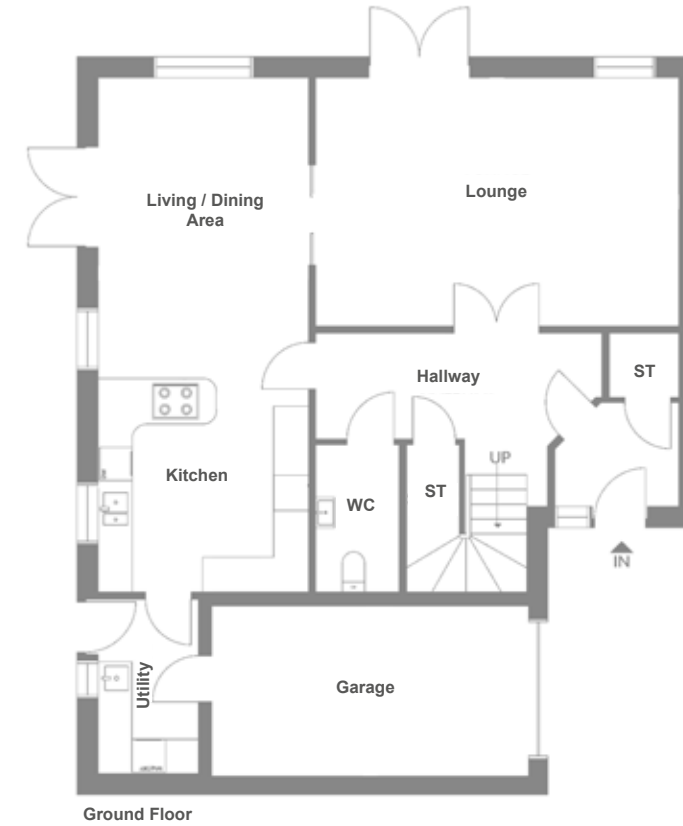 Living / Dining
Area
Lounge
Hallway
ST
Kitchen
WC
ST
UP
IN
Utility
Garage
Ground Floor